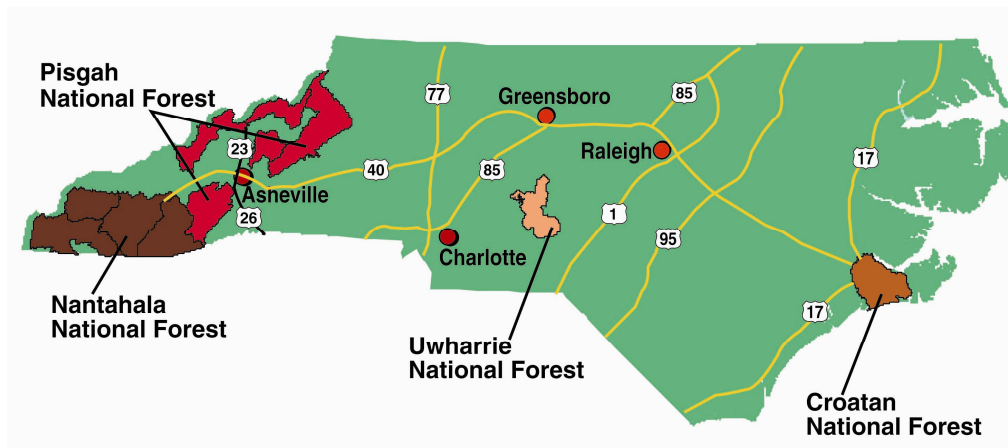 Pisgah
National Forest
77
Greensboro
85
23
Raleigh
17
40
85
Asneville
26
1
95
Charlotte
Nantahala
National Forest
17
Uwharrie
National Forest
Croatan
National Forest